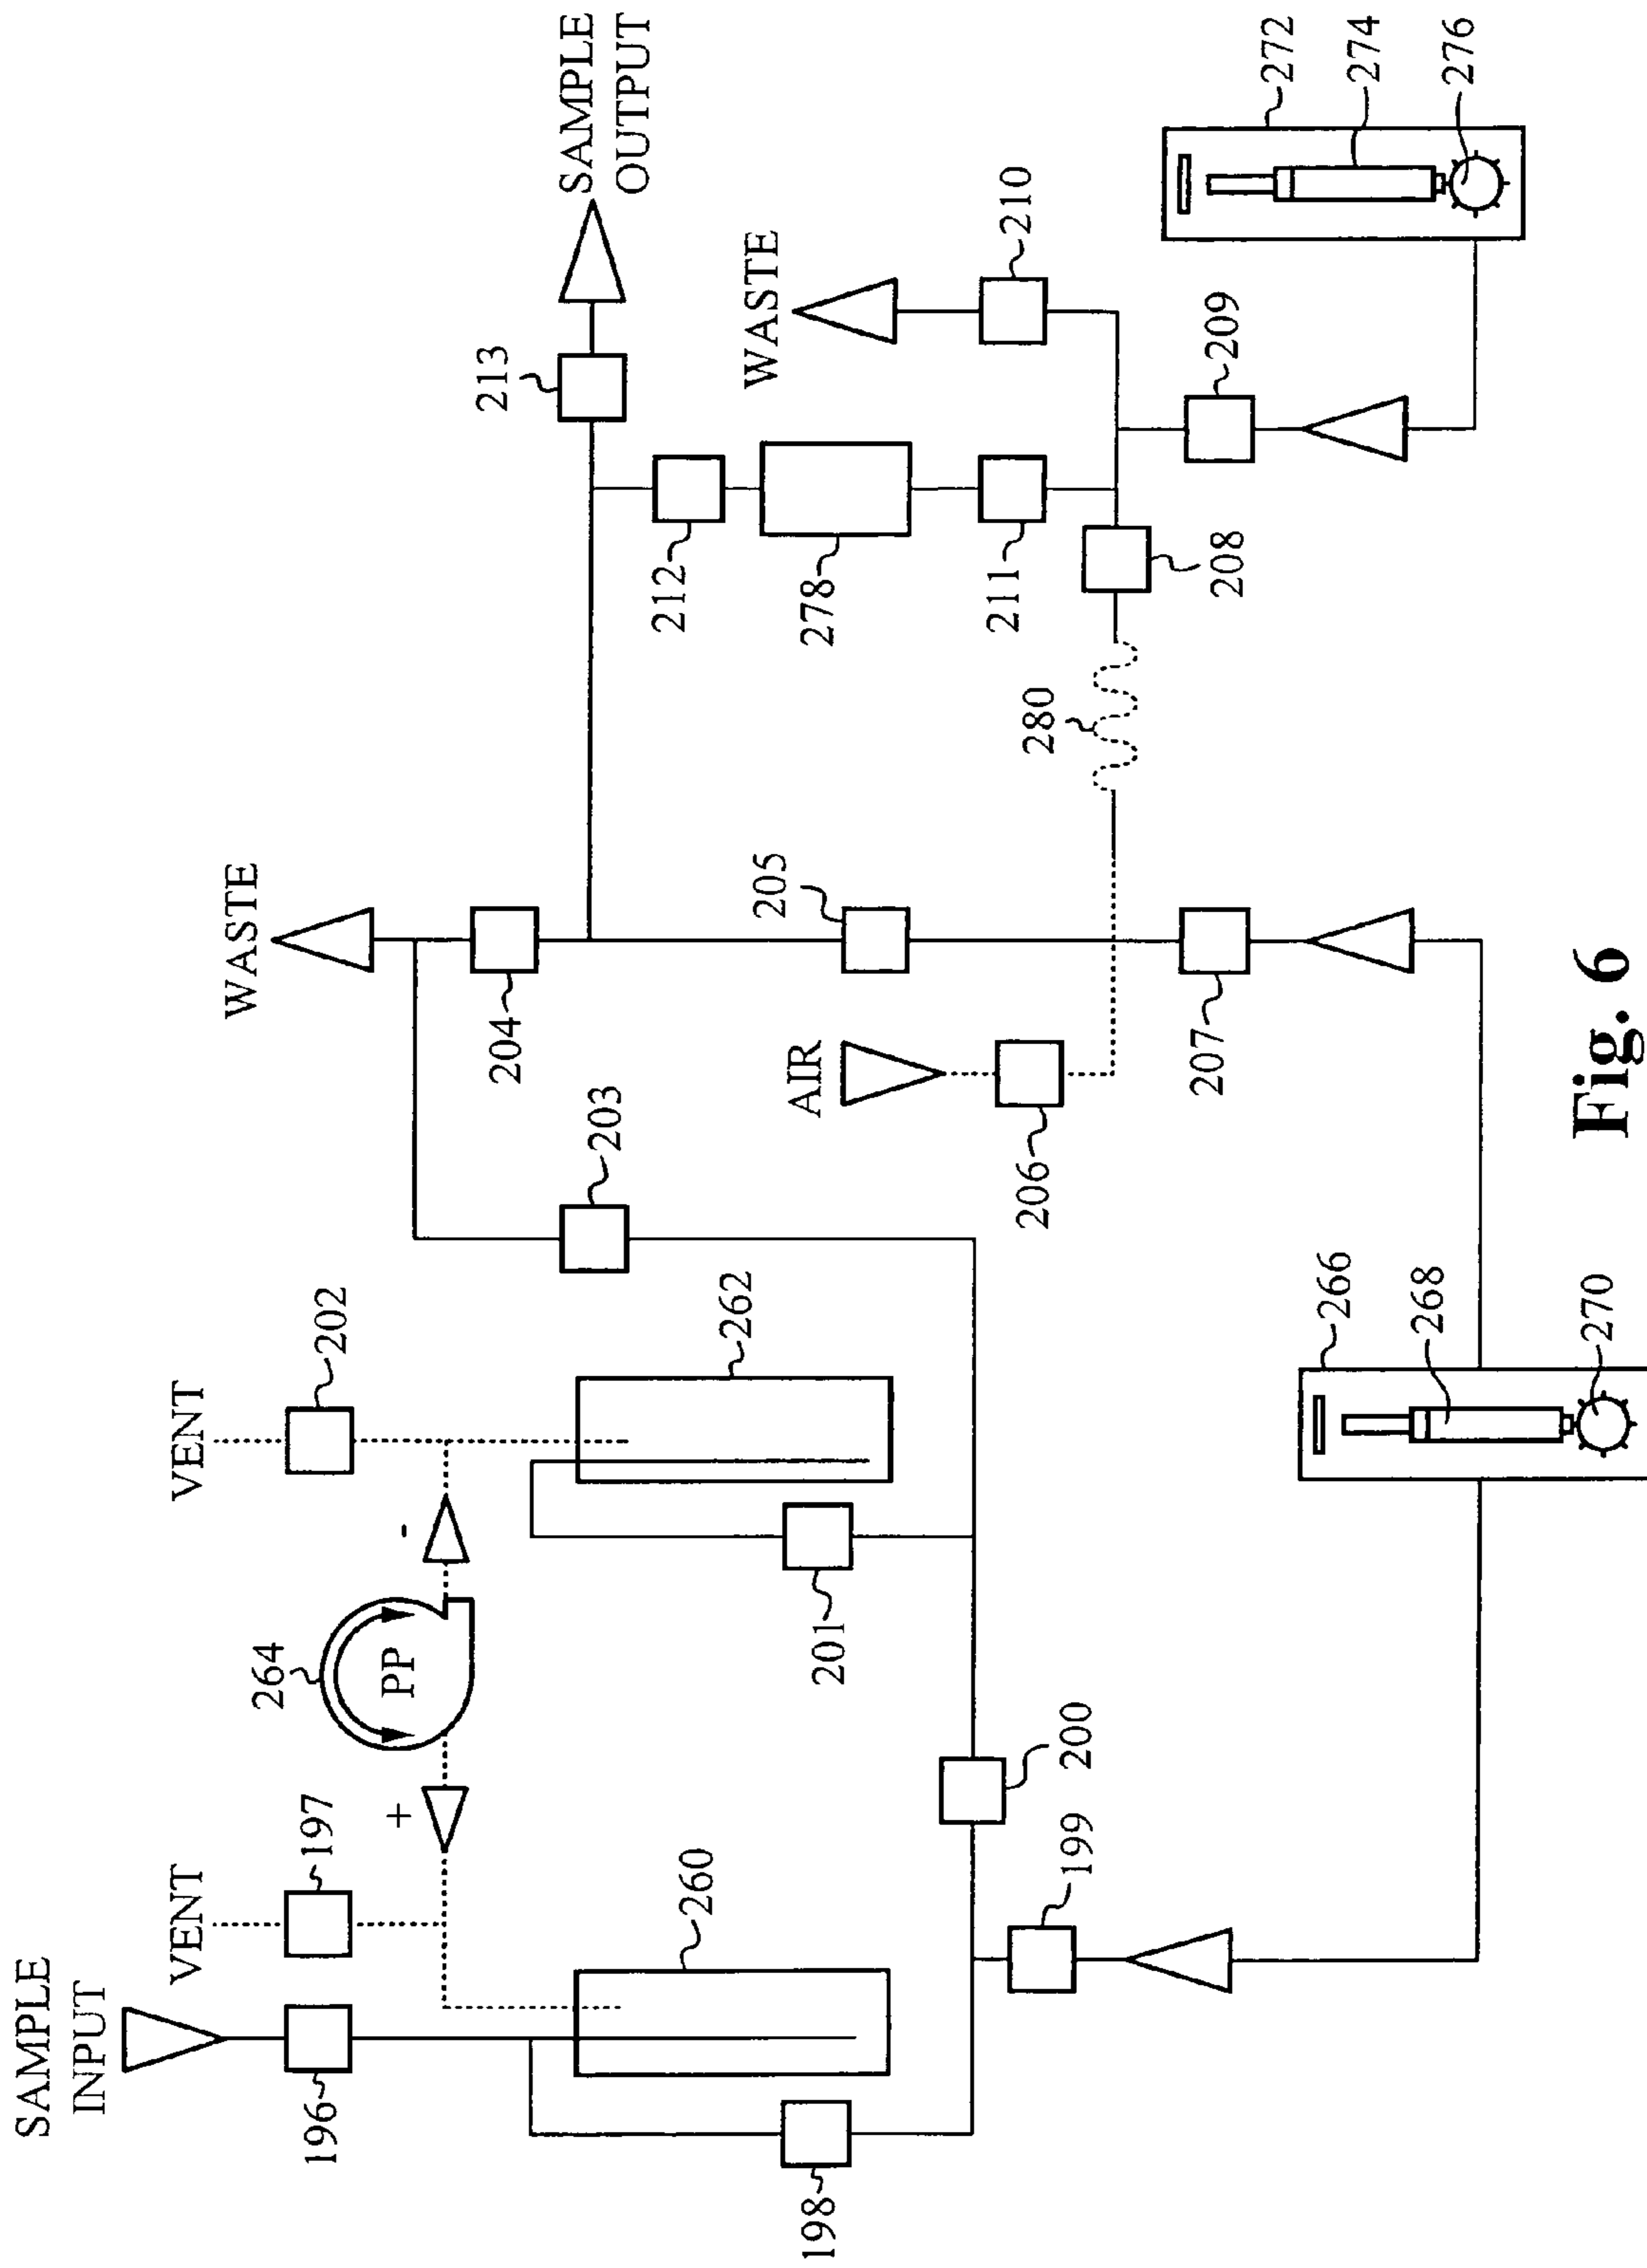 SAMPLE
INPUT
196
VENT
197
+
264
PP
-
VENT
202
260
262
198
201
203
200
199
WASTE
204
205
AIR
206
207
280
208
SAMPLE
OUTPUT
213
212
278
211
WASTE
210
209
272
274
276
266
268
270
Fig. 6